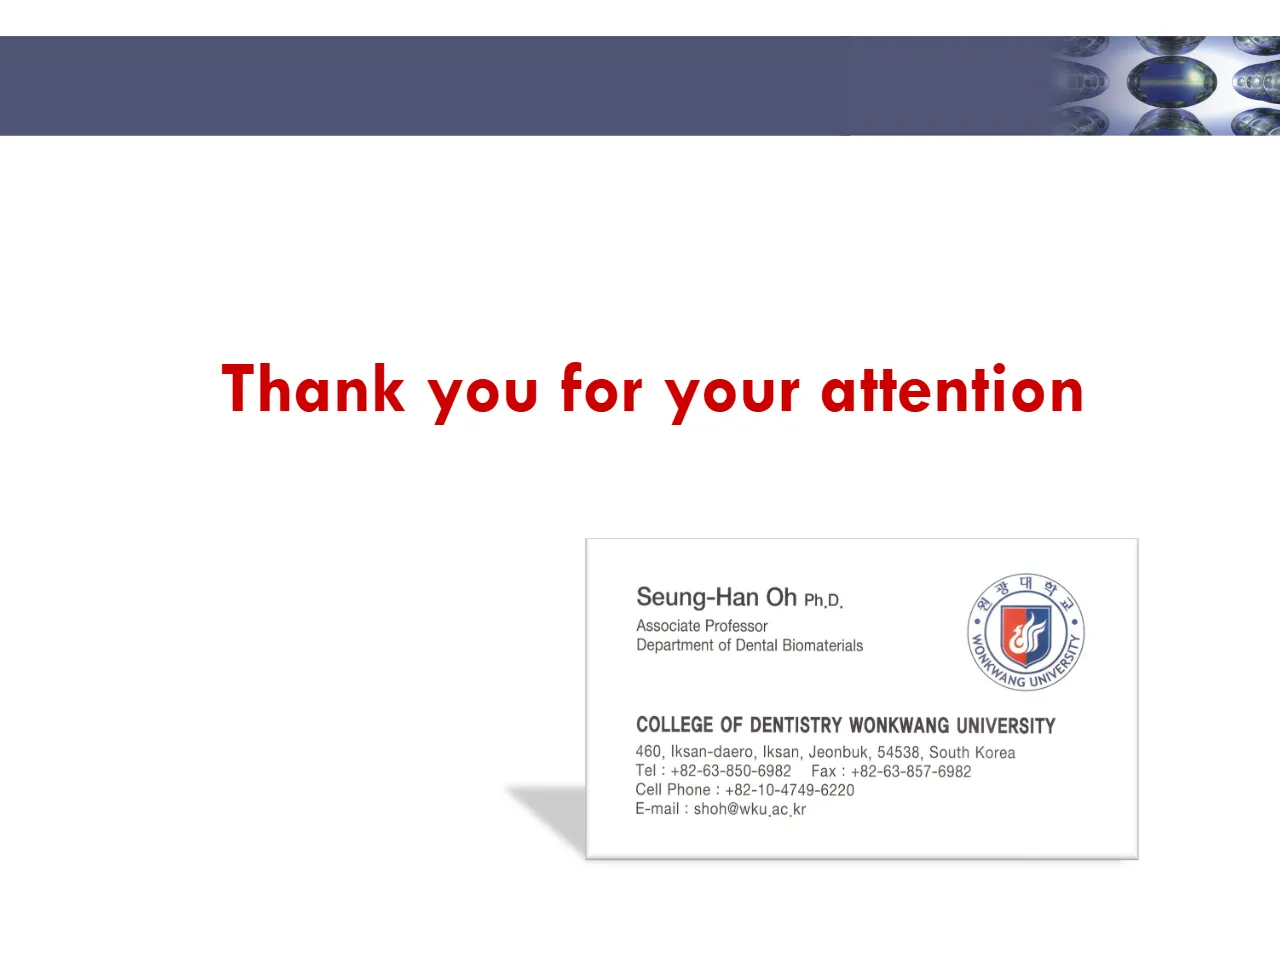 Thank you for your attention
Seung-Han Oh Ph.D.
Associate Professor
Department of Dental Biomaterials
원광대학교
WONKWANG UNIVERSITY
COLLEGE OF DENTISTRY WONKWANG UNIVERSITY
460, Iksan-daero, Iksan, Jeonbuk, 54538, South Korea
Tel : +82-63-850-6982 Fax : +82-63-857-6982
Cell Phone : +82-10-4749-6220
E-mail : shoh@wku.ac.kr